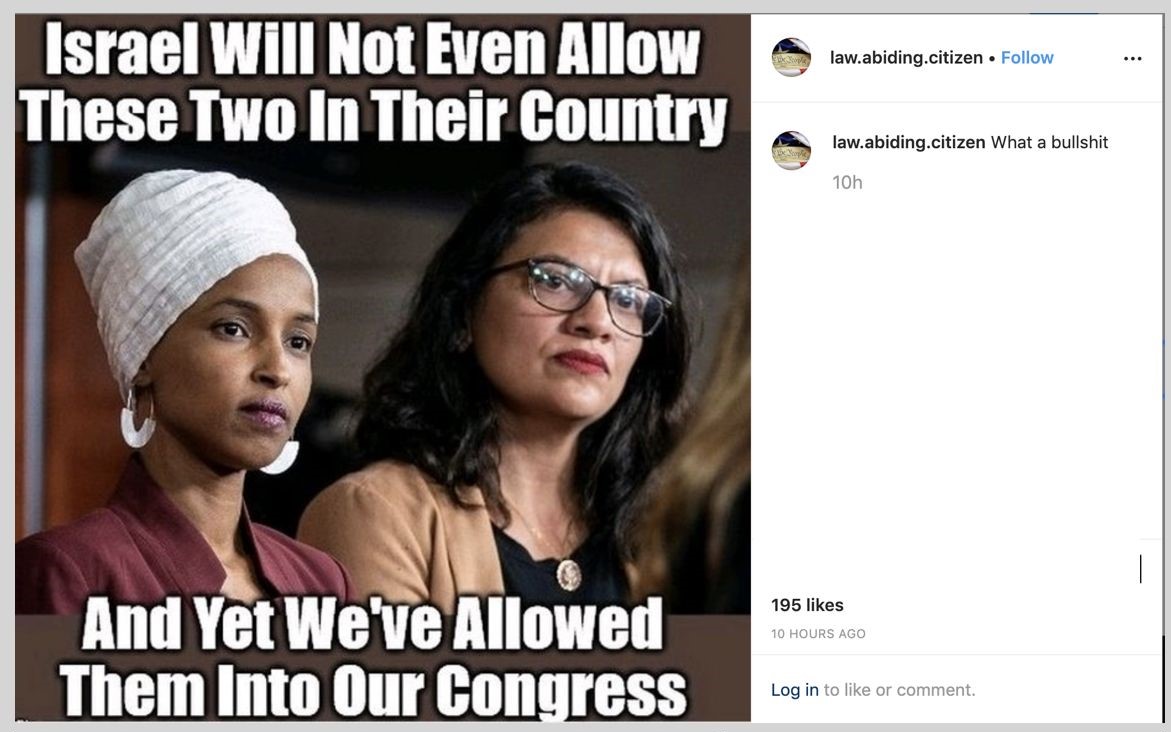 Israel Will Not Even Allow
These Two In Their Country
And Yet We've Allowed
Them Into Our Congress
law.abiding.citizen • Follow
law.abiding.citizen What a bullshit
10h
195 likes
10 HOURS AGO
Log in to like or comment.